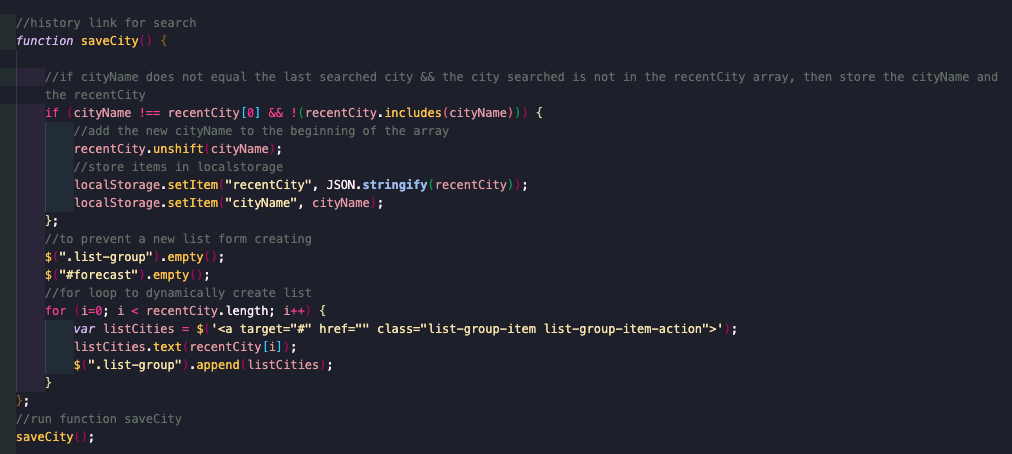 //history link for search
function saveCity() {
//if cityName does not equal the last searched city && the city searched is not in the recentCity array, then store the cityName and
the recentCity
if (cityName !== recentCity[0] && !(recentCity.includes(cityName))) {
//add the new cityName to the beginning of the array
recentCity.unshift(cityName);
//store items in localstorage
localStorage.setItem("recentCity", JSON.stringify(recentCity));
localStorage.setItem("cityName", cityName);
};
//to prevent a new list form creating
$(".list-group").empty();
$("#forecast").empty();
//for loop to dynamically create list
for (i=0; i < recentCity.length; i++) {
var listCities = $('<a target="#" href="" class="list-group-item list-group-item-action">');
listCities.text(recentCity[i]);
$(".list-group").append(listCities);
}
};
//run function saveCity
saveCity();